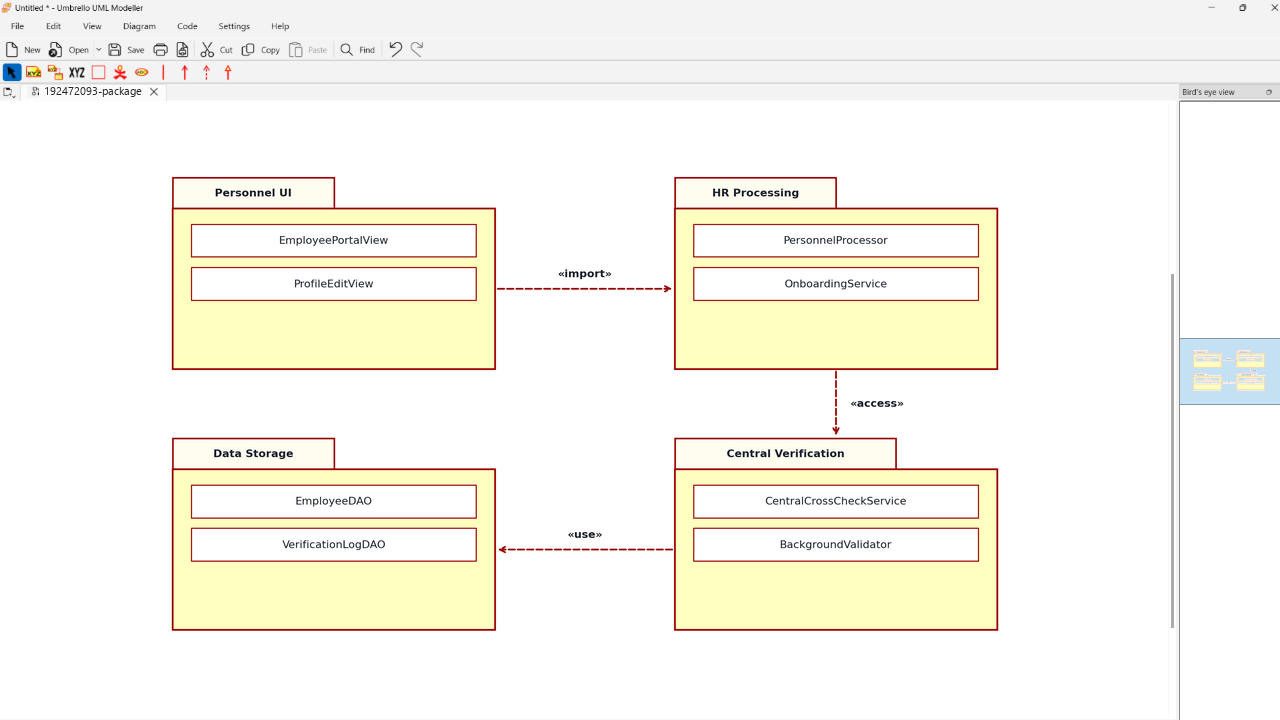 Untitled * - Umbrello UML Modeller
File Edit View Diagram Code Settings Help
New Open Save Cut Copy Paste Find
XYZ XYZ ABC
192472093-package
Bird's eye view
Personnel UI
EmployeePortalView
ProfileEditView
«import»
HR Processing
PersonnelProcessor
OnboardingService
«access»
Data Storage
EmployeeDAO
VerificationLogDAO
«use»
Central Verification
CentralCrossCheckService
BackgroundValidator